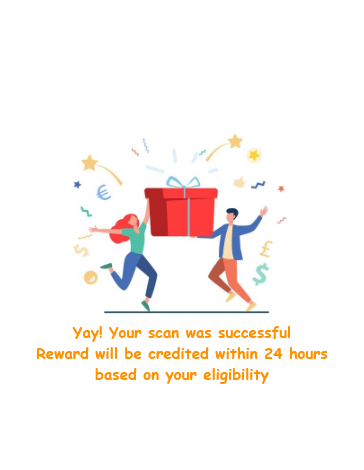 Yay! Your scan was successful
Reward will be credited within 24 hours
based on your eligibility